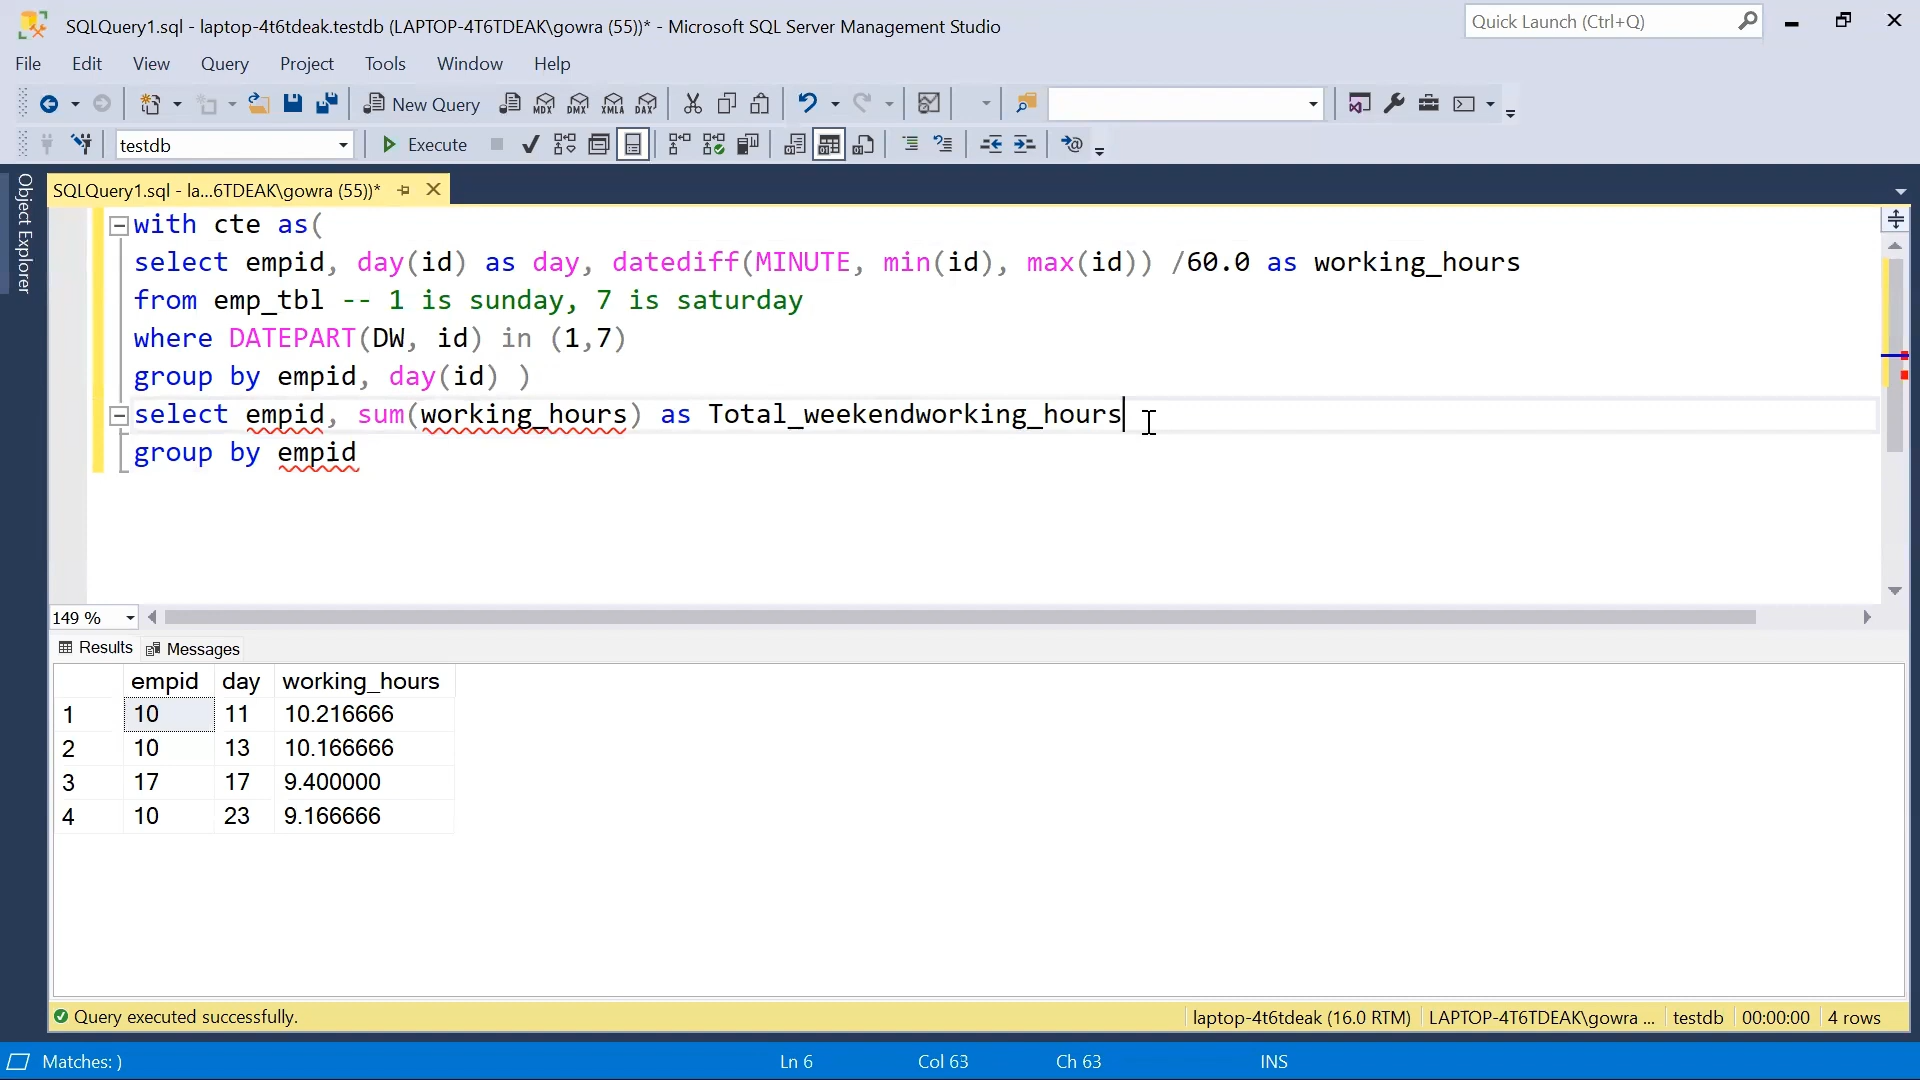 SQLQuery1.sql - laptop-4t6tdeak.testdb (LAPTOP-4T6TDEAK\gowra (55))* - Microsoft SQL Server Management Studio
Quick Launch (Ctrl+Q)
File Edit View Query Project Tools Window Help
New Query MDX DMX XMLA DAX
testdb Execute
Object Explorer
SQLQuery1.sql - la...6TDEAK\gowra (55))*
with cte as(
select empid, day(id) as day, datediff(MINUTE, min(id), max(id)) /60.0 as working_hours
from emp_tbl -- 1 is sunday, 7 is saturday
where DATEPART(DW, id) in (1,7)
group by empid, day(id) )
select empid, sum(working_hours) as Total_weekendworking_hours
group by empid
149 %
Results Messages
empid day working_hours
1 10 11 10.216666
2 10 13 10.166666
3 17 17 9.400000
4 10 23 9.166666
Query executed successfully. laptop-4t6tdeak (16.0 RTM) LAPTOP-4T6TDEAK\gowra ... testdb 00:00:00 4 rows
Matches: ) Ln 6 Col 63 Ch 63 INS